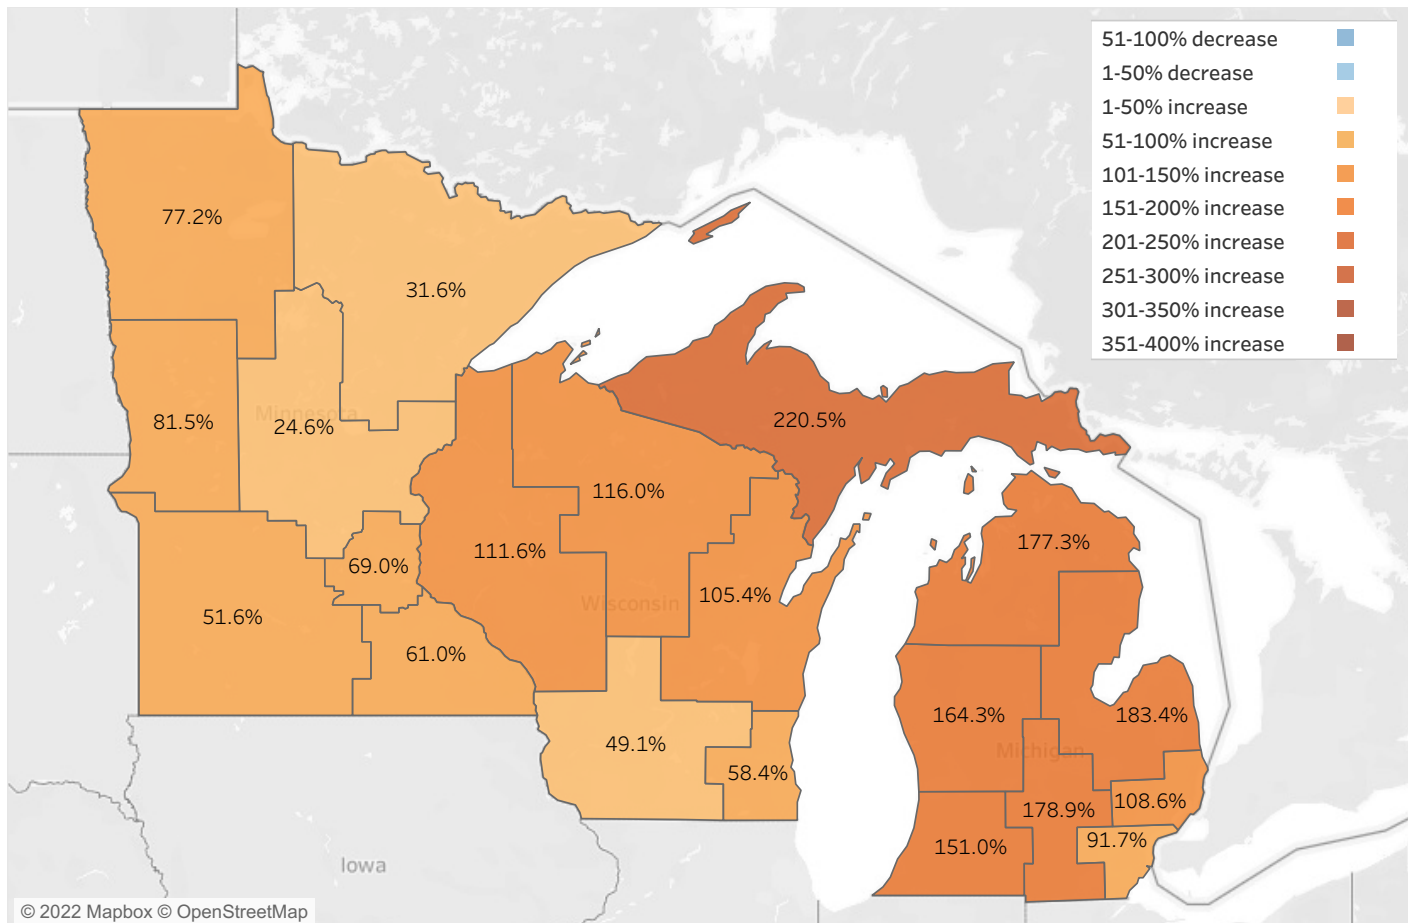 51-100% decrease
1-50% decrease
1-50% increase
51-100% increase
101-150% increase
151-200% increase
201-250% increase
251-300% increase
301-350% increase
351-400% increase
77.2%
31.6%
81.5%
Minnesota
24.6%
220.5%
116.0%
111.6%
177.3%
69.0%
105.4%
Wisconsin
51.6%
61.0%
164.3%
183.4%
49.1%
Michigan
58.4%
108.6%
178.9%
91.7%
151.0%
Iowa
© 2022 Mapbox © OpenStreetMap